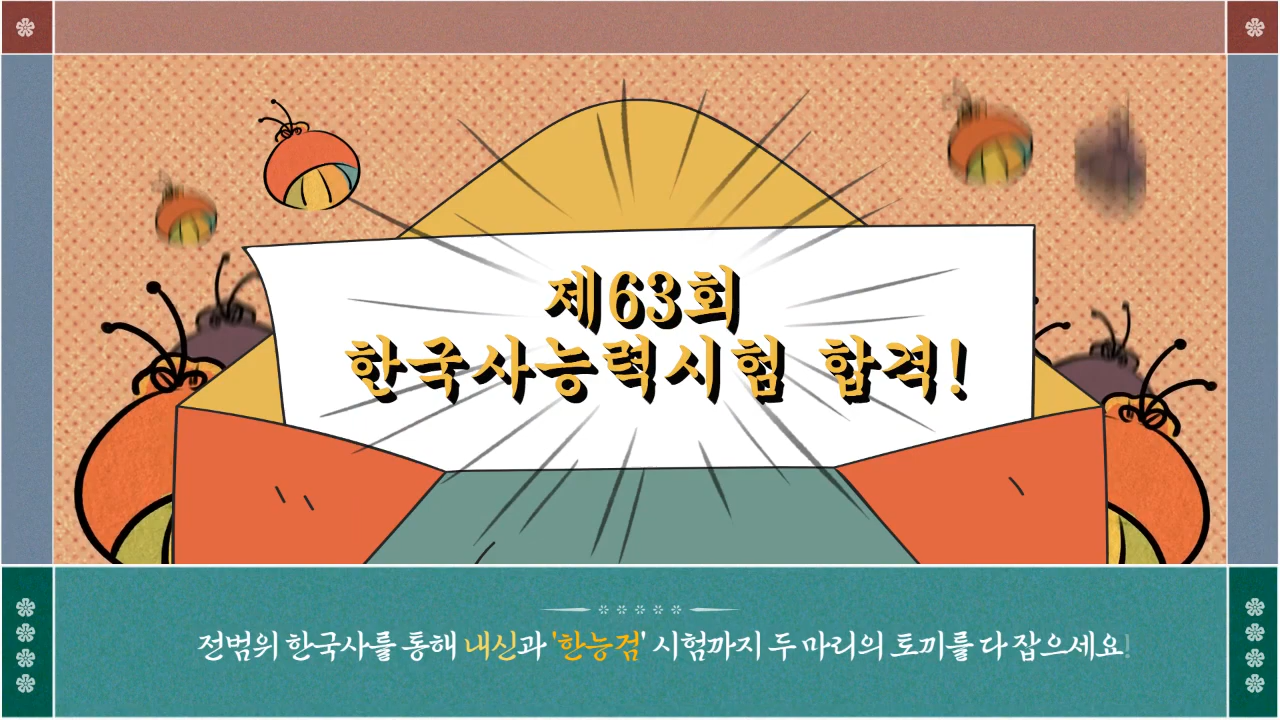 제63회
한국사능력시험 합격!
전범위 한국사를 통해 내신과 '한능검' 시험까지 두 마리의 토끼를 다 잡으세요!